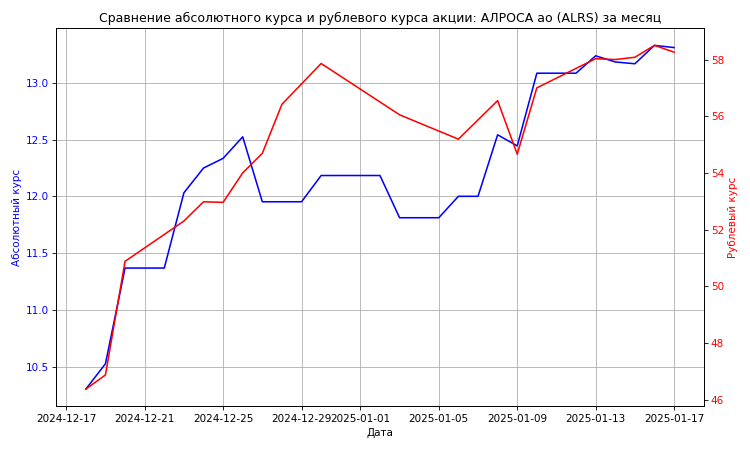 Сравнение абсолютного курса и рублевого курса акции: АЛРОСА ао (ALRS) за месяц
Абсолютный курс
13.0
12.5
12.0
11.5
11.0
10.5
58
56
54
52
50
48
46
Рублевый курс
2024-12-17 2024-12-21 2024-12-25 2024-12-29 2025-01-01 2025-01-05 2025-01-09 2025-01-13 2025-01-17
Дата